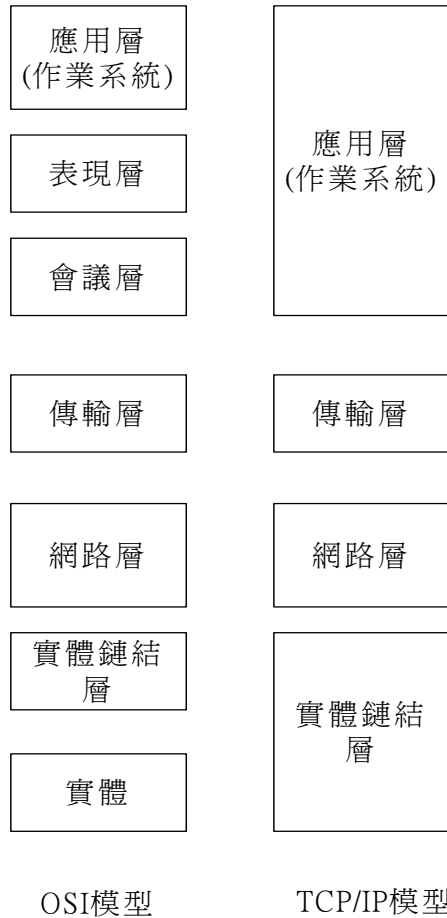 應用層
(作業系統)
表現層
會議層
傳輸層
網路層
實體鏈結
層
實體
OSI模型
應用層
(作業系統)
傳輸層
網路層
實體鏈結
層
TCP/IP模型